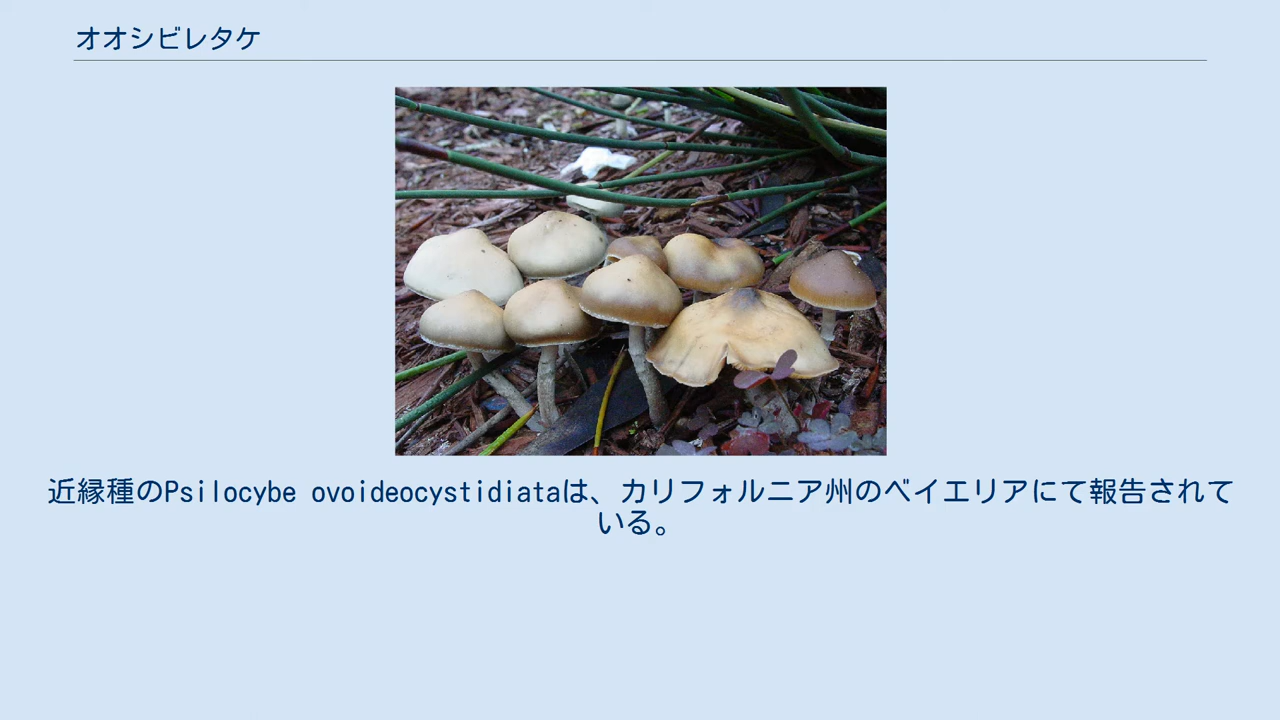 オオシビレタケ
近縁種のPsilocybe ovoideocystidiataは、カリフォルニア州のベイエリアにて報告されて
いる。